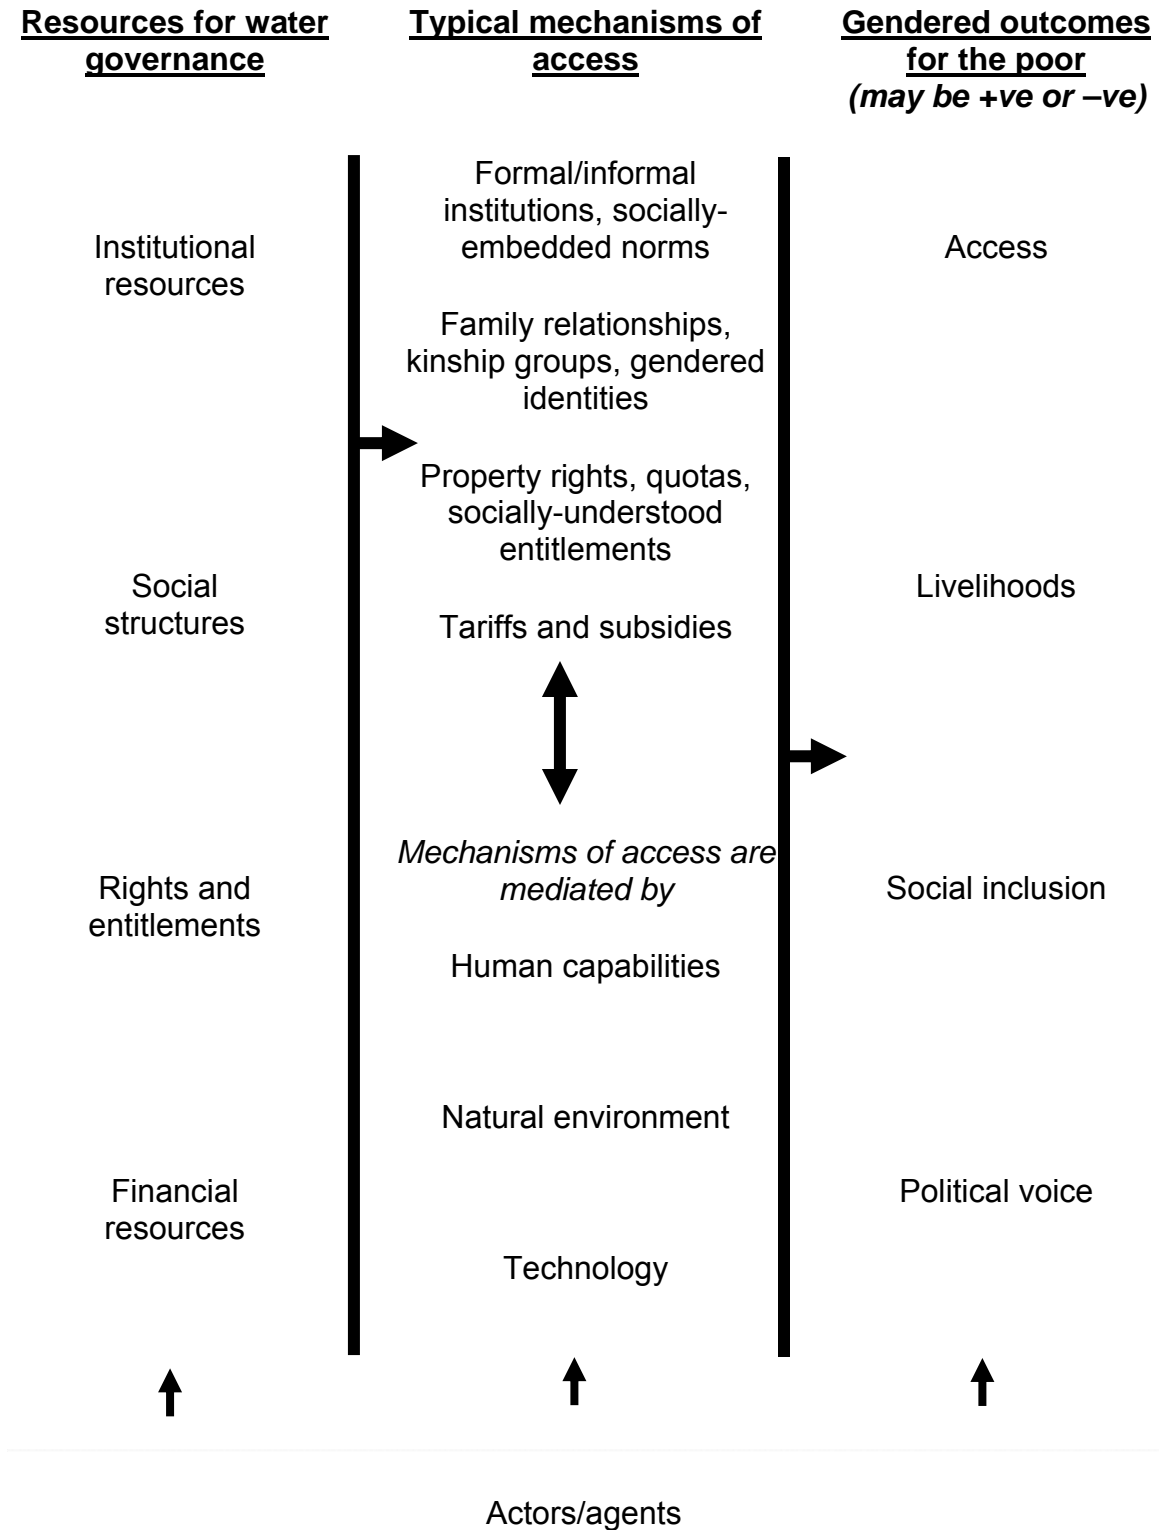 Resources for water
governance
Typical mechanisms of
access
Gendered outcomes
for the poor
(may be +ve or –ve)
Institutional
resources
Social
structures
Rights and
entitlements
Financial
resources
Formal/informal
institutions, socially-
embedded norms
Family relationships,
kinship groups, gendered
identities
Property rights, quotas,
socially-understood
entitlements
Tariffs and subsidies
Mechanisms of access are
mediated by
Human capabilities
Natural environment
Technology
Access
Livelihoods
Social inclusion
Political voice
Actors/agents